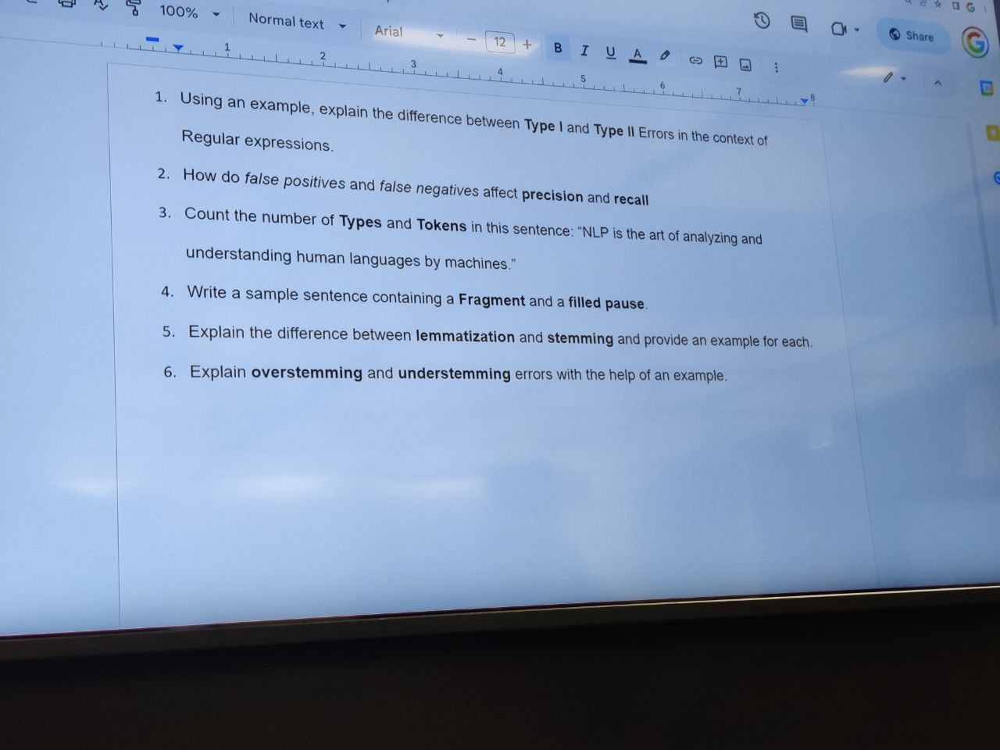 100%
Normal text
Arial
12
B I U A
Share
1 2 3 4 5 6 7 8
1. Using an example, explain the difference between Type I and Type II Errors in the context of
Regular expressions.
2. How do false positives and false negatives affect precision and recall
3. Count the number of Types and Tokens in this sentence: “NLP is the art of analyzing and
understanding human languages by machines.”
4. Write a sample sentence containing a Fragment and a filled pause.
5. Explain the difference between lemmatization and stemming and provide an example for each.
6. Explain overstemming and understemming errors with the help of an example.